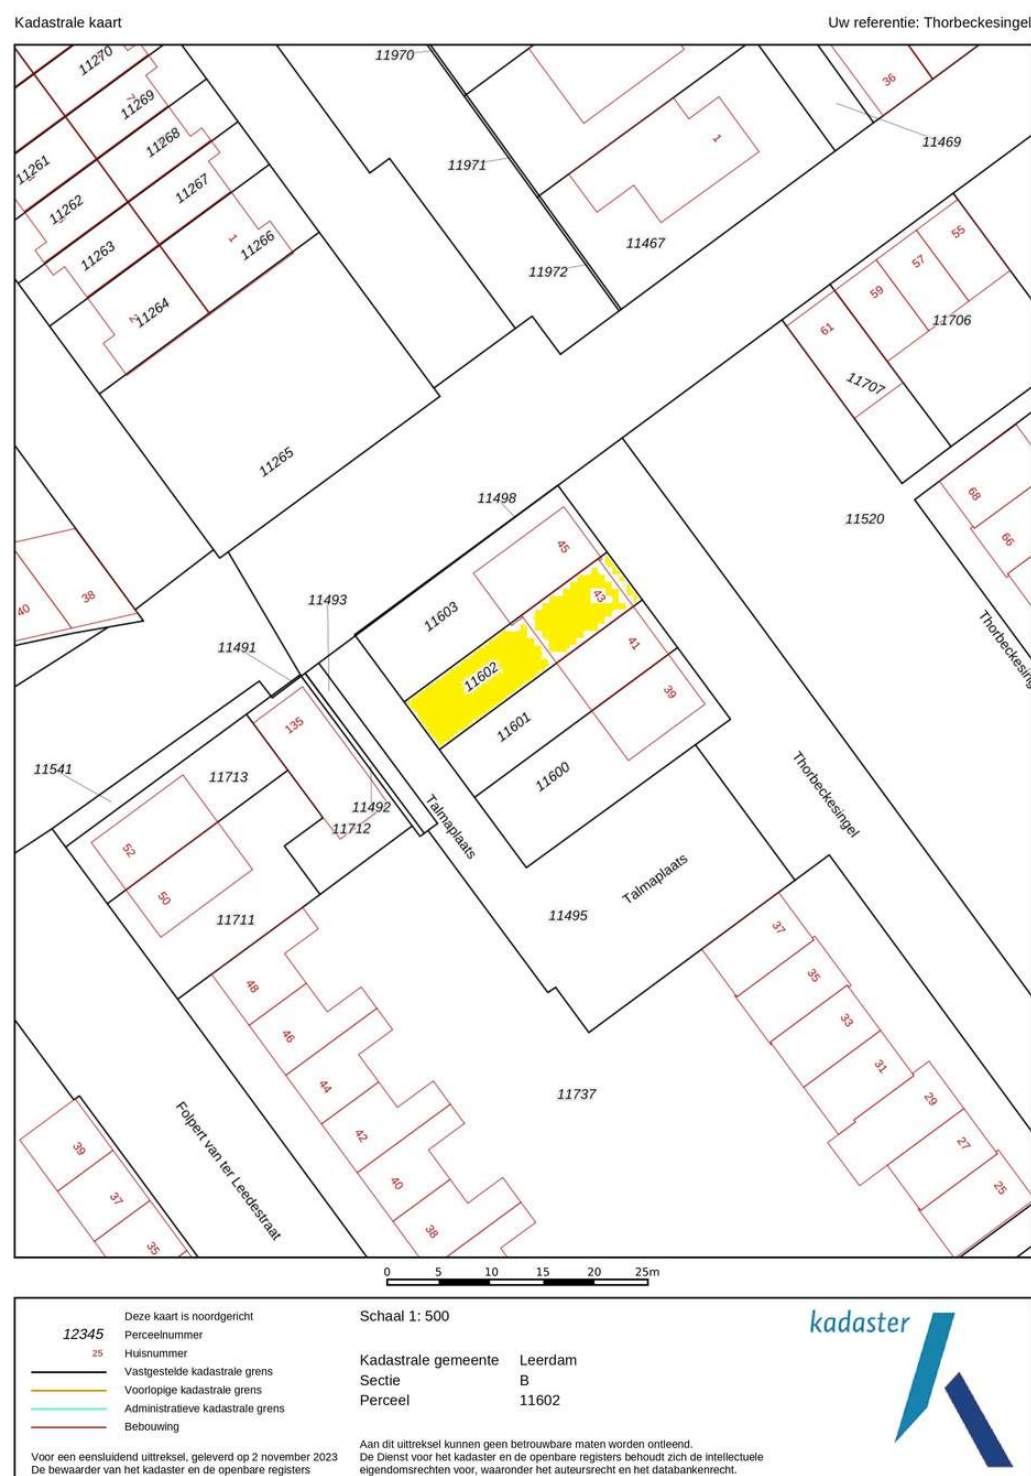 Kadastrale kaart
Uw referentie: Thorbeckesingel
11970
11270
11269
7
36
11268
11971
1
11469
11261
11267
11262
11467
11263
1
11266
11972
55
57
59
11706
2
11264
61
11707
11265
68
11498
11520
66
45
40
38
11493
43
11603
11491
41
Thorbeckesing
11602
39
11601
135
11541
11713
11600
11492
Thorbeckesingel
11712
Talmaplaats
52
Talmaplaats
50
11495
11711
37
48
35
46
33
31
44
11737
29
42
Folpert van ter Leedestraat
27
39
40
25
37
38
35
0 5 10 15 20 25m
Deze kaart is noordgericht
12345 Perceelnummer
25 Huisnummer
Vastgestelde kadastrale grens
Voorlopige kadastrale grens
Administratieve kadastrale grens
Bebouwing
Voor een eensluidend uittreksel, geleverd op 2 november 2023
De bewaarder van het kadaster en de openbare registers
Schaal 1: 500
Kadastrale gemeente Leerdam
Sectie B
Perceel 11602
Aan dit uittreksel kunnen geen betrouwbare maten worden ontleend.
De Dienst voor het kadaster en de openbare registers behoudt zich de intellectuele
eigendomsrechten voor, waaronder het auteursrecht en het databankenrecht.
kadaster